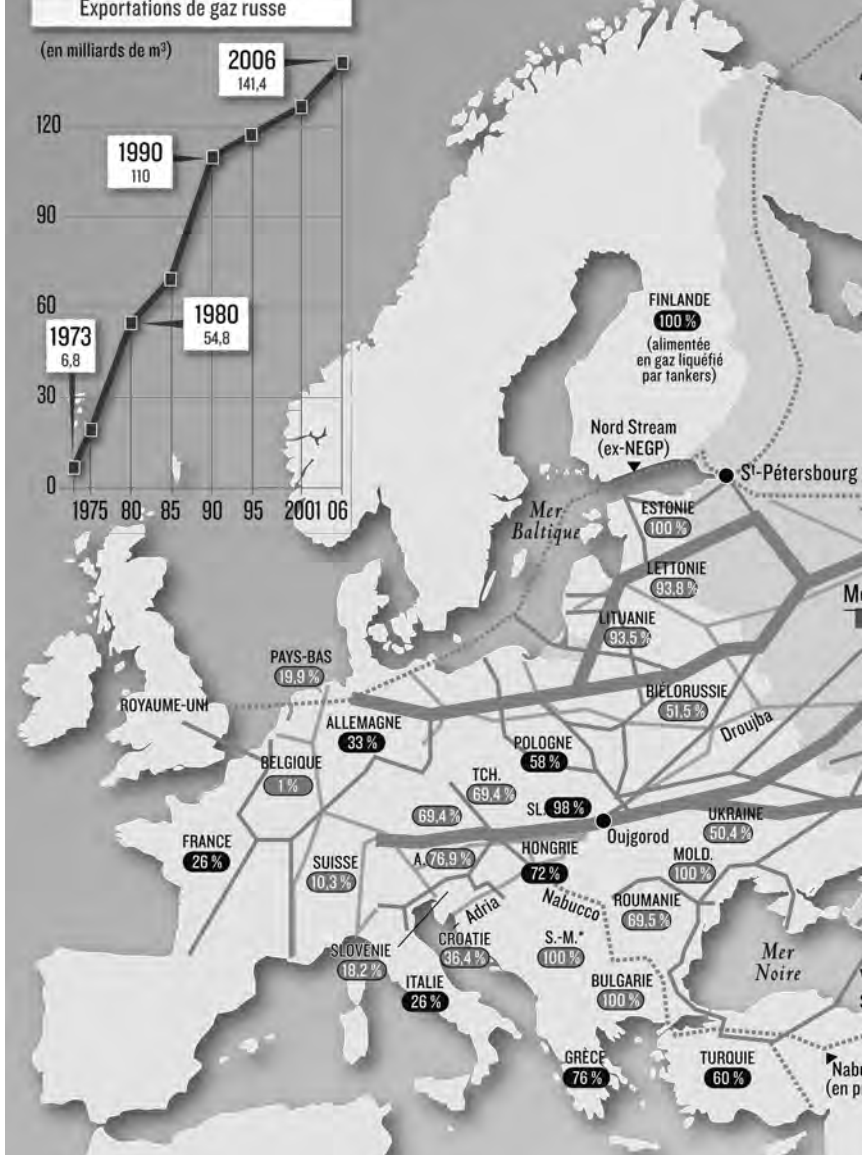 Exportations de gaz russe
(en milliards de m³)
2006
141,4
120
1990
110
90
60
1980
54,8
1973
6,8
30
0
1975 80 85 90 95 2001 06
FINLANDE
100 %
(alimentée
en gaz liquéfié
par tankers)
Nord Stream
(ex-NEGP)
Sᵗ-Pétersbourg
Mer
Baltique
ESTONIE
100 %
LETTONIE
93,8 %
LITUANIE
93,5 %
PAYS-BAS
19,9 %
ROYAUME-UNI
BIÉLORUSSIE
51,5 %
Droujba
ALLEMAGNE
33 %
POLOGNE
58 %
BELGIQUE
1 %
TCH.
69,4 %
69,4 %
SL. 98 %
Oujgorod
UKRAINE
50,4 %
FRANCE
26 %
SUISSE
10,3 %
A. 76,9 %
HONGRIE
72 %
MOLD.
100 %
Adria
Nabucco
ROUMANIE
69,5 %
SLOVÉNIE
18,2 %
CROATIE
36,4 %
S.-M.*
100 %
Mer
Noire
ITALIE
26 %
BULGARIE
100 %
GRÈCE
76 %
TURQUIE
60 %
(en p